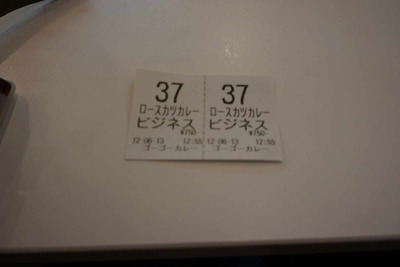 37
ロースカツカレー
ビジネス
¥750-
12-06-13 12:55
ゴーゴーカレー
37
ロースカツカレー
ビジネス
¥750-
12-06-13 12:55
ゴーゴーカレー